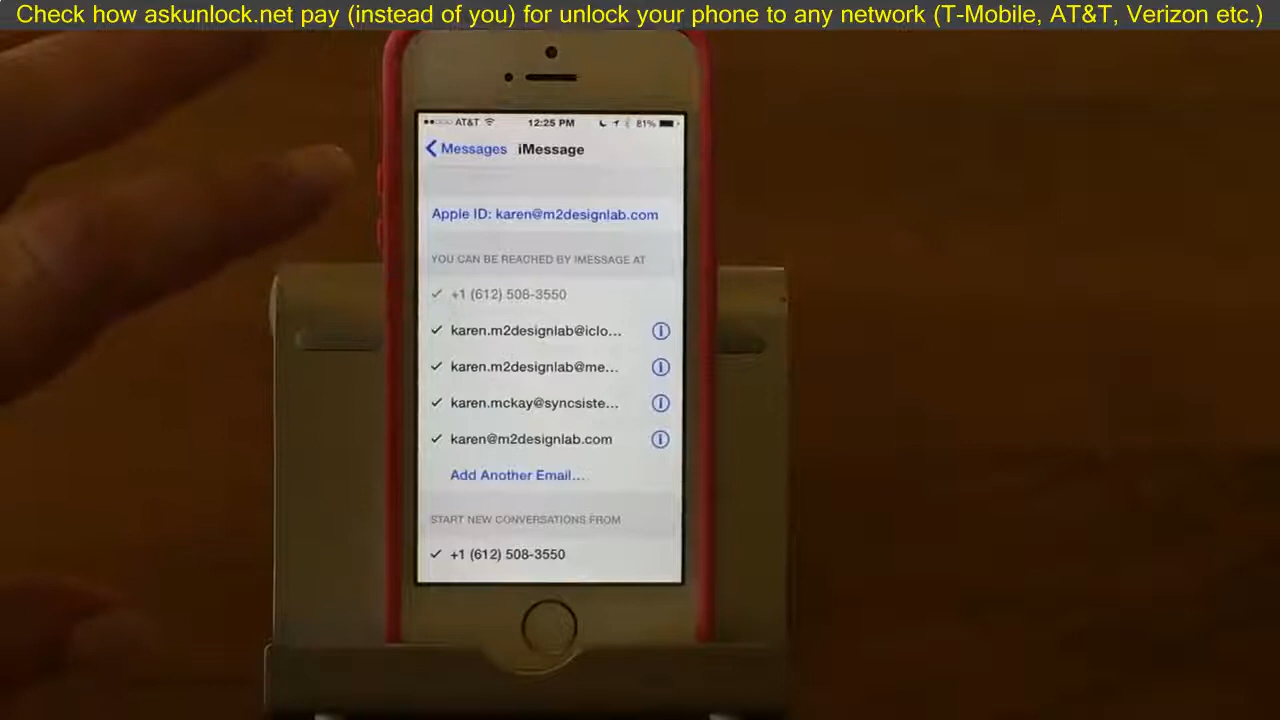 Check how askunlock.net pay (instead of you) for unlock your phone to any network (T-Mobile, AT&T, Verizon etc.)
AT&T 12:25 PM 81%
Messages iMessage
Apple ID: karen@m2designlab.com
YOU CAN BE REACHED BY IMESSAGE AT
+1 (612) 508-3550
karen.m2designlab@iclo...
karen.m2designlab@me...
karen.mckay@syncsiste...
karen@m2designlab.com
Add Another Email...
START NEW CONVERSATIONS FROM
+1 (612) 508-3550